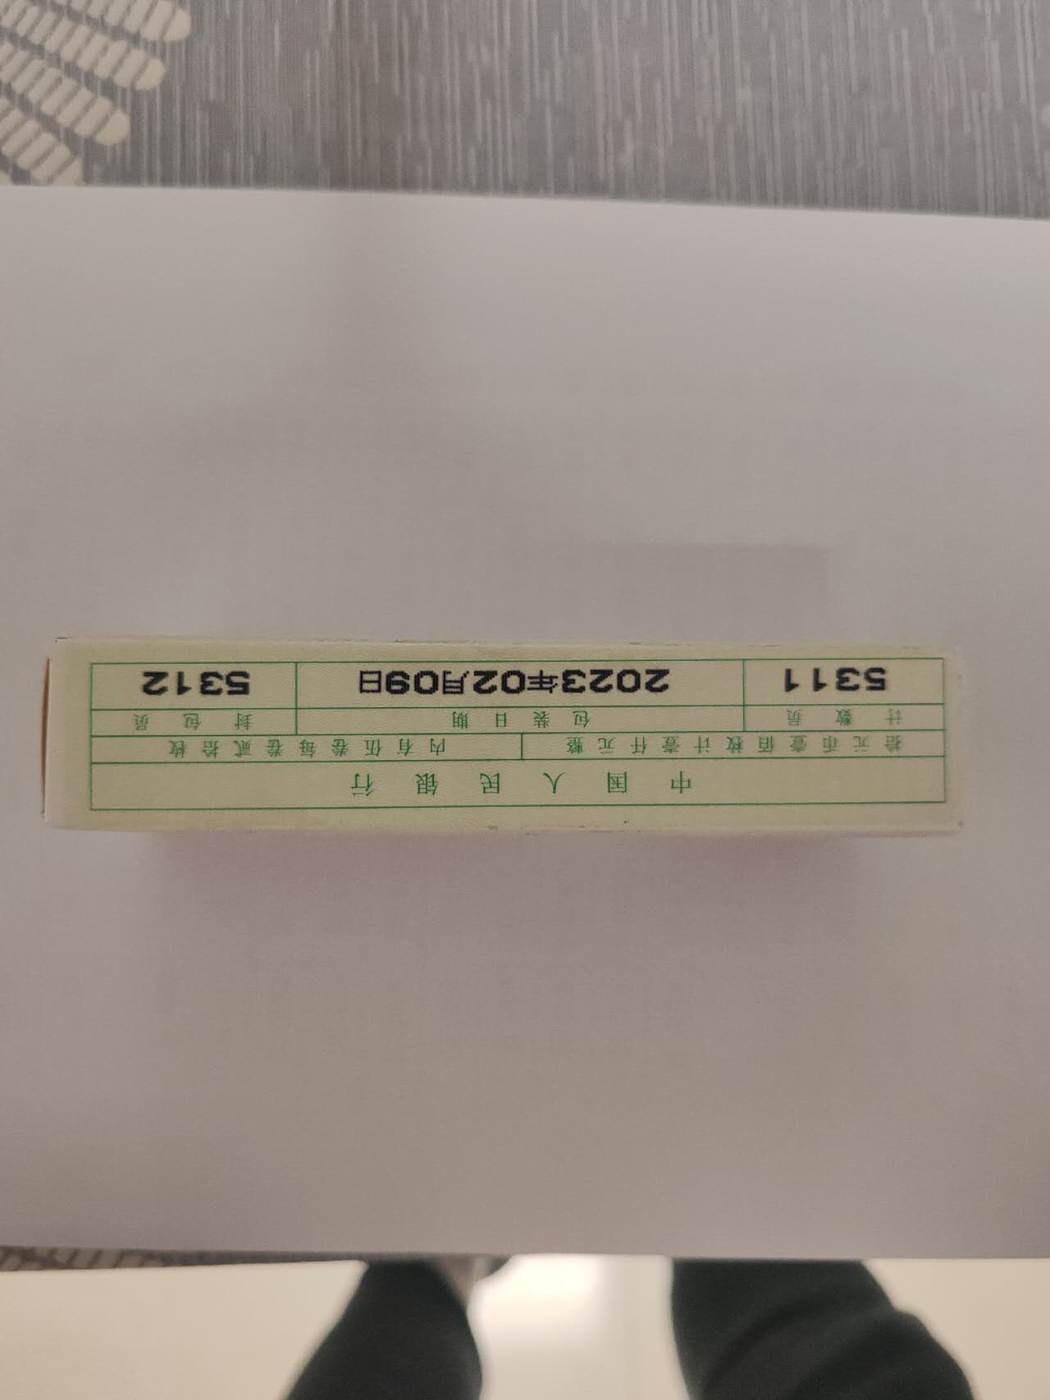 中国人民银行
拾元币壹佰枚计壹仟元整 内有伍卷每卷贰拾枚
计数员 包装日期 封包员
5311 2023年02月09日 5312